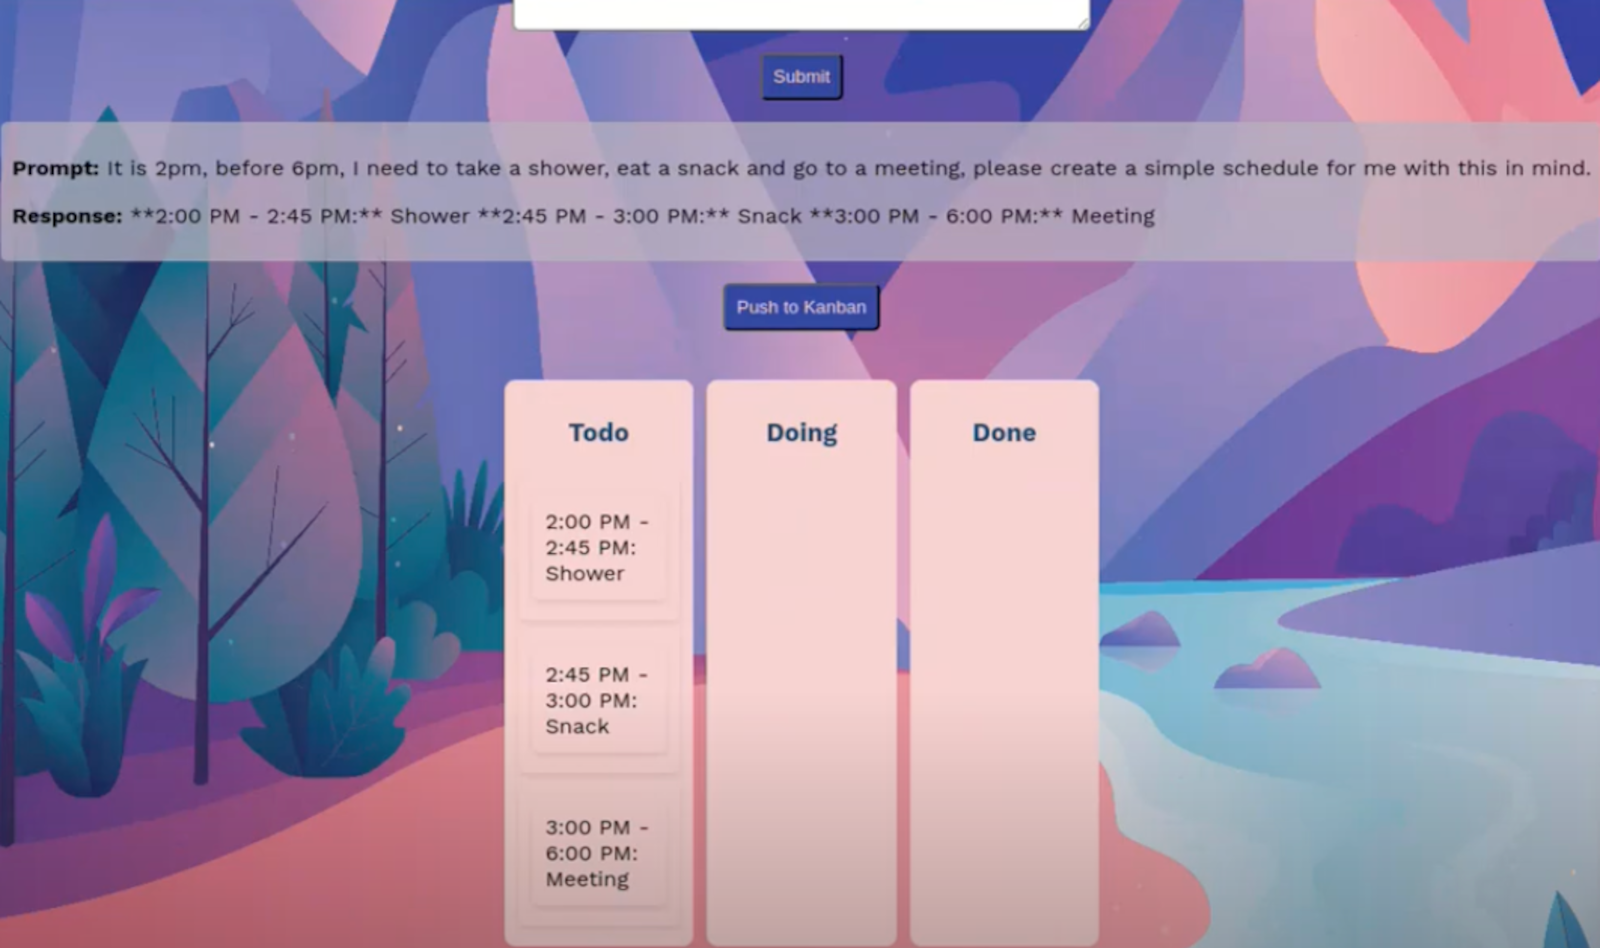 Submit
Prompt: It is 2pm, before 6pm, I need to take a shower, eat a snack and go to a meeting, please create a simple schedule for me with this in mind.
Response: **2:00 PM - 2:45 PM:** Shower **2:45 PM - 3:00 PM:** Snack **3:00 PM - 6:00 PM:** Meeting
Push to Kanban
Todo
2:00 PM -
2:45 PM:
Shower
2:45 PM -
3:00 PM:
Snack
3:00 PM -
6:00 PM:
Meeting
Doing
Done